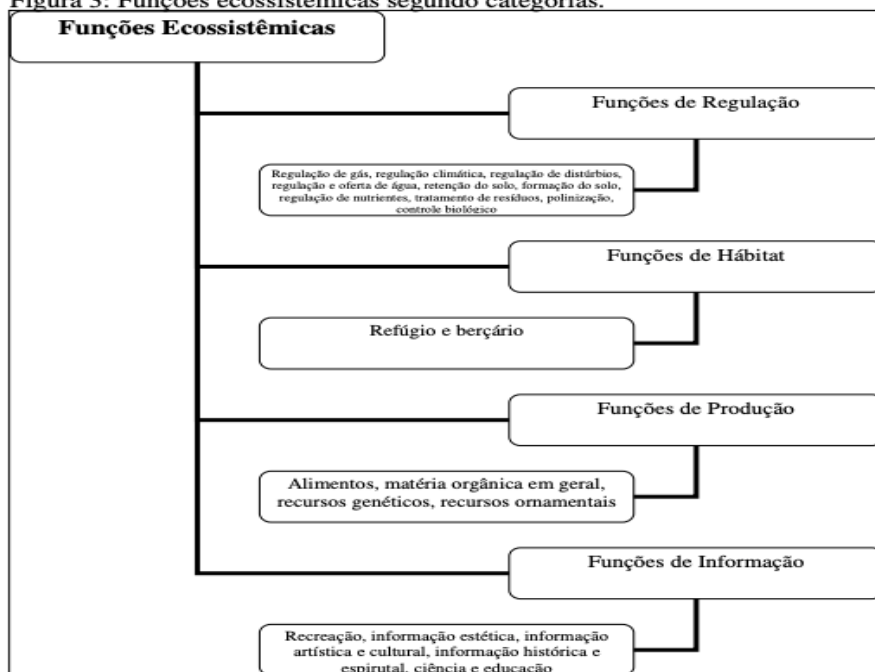 Figura 3: Funções ecossistêmicas segundo categorias.
Funções Ecossistêmicas
Funções de Regulação
Regulação de gás, regulação climática, regulação de distúrbios,
regulação e oferta de água, retenção do solo, formação do solo,
regulação de nutrientes, tratamento de resíduos, polinização,
controle biológico
Funções de Hábitat
Refúgio e berçário
Funções de Produção
Alimentos, matéria orgânica em geral,
recursos genéticos, recursos ornamentais
Funções de Informação
Recreação, informação estética, informação
artística e cultural, informação histórica e
espirutal, ciência e educação